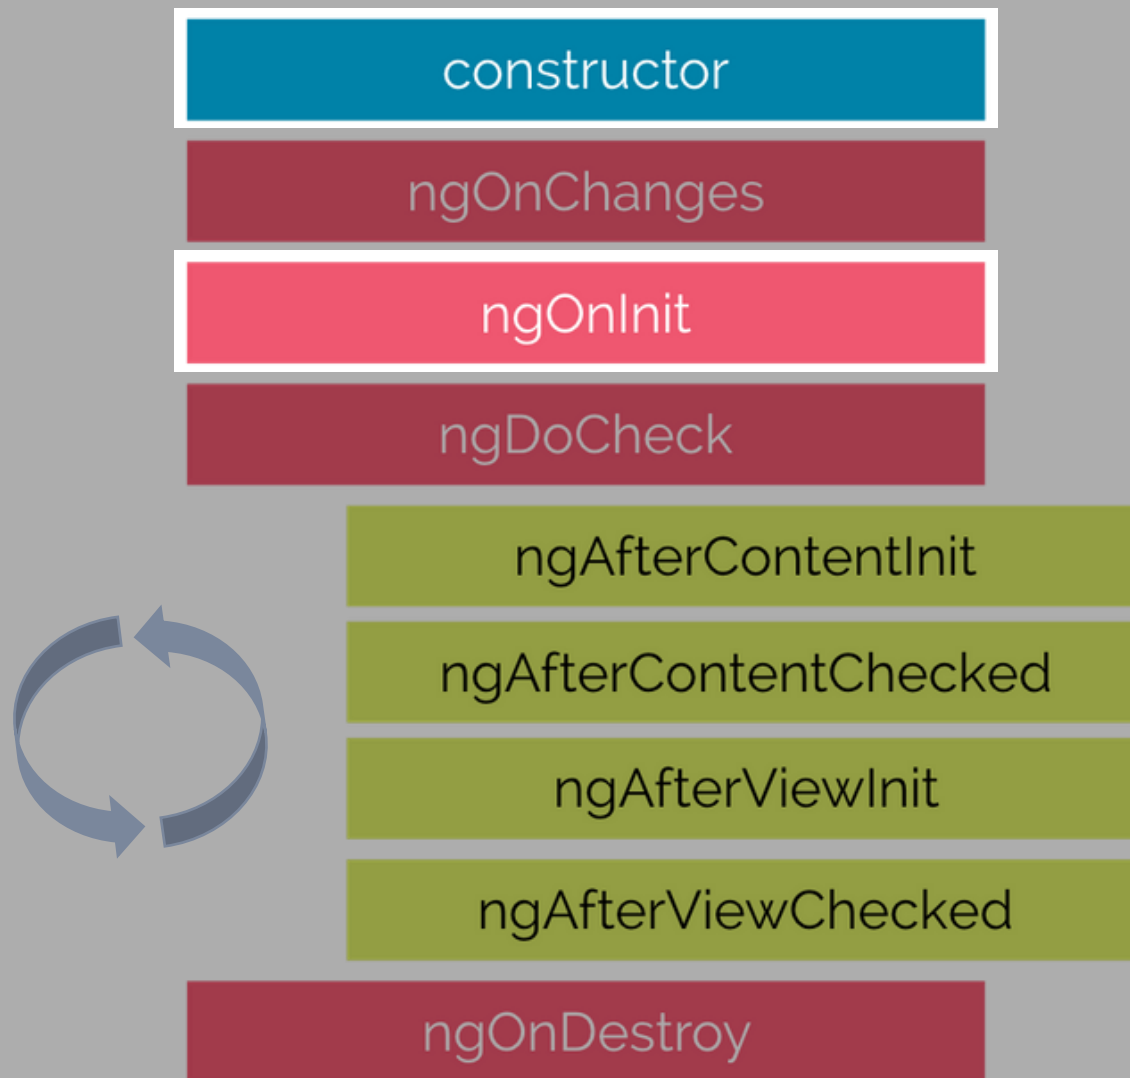 constructor
ngOnChanges
ngOnInit
ngDoCheck
ngAfterContentInit
ngAfterContentChecked
ngAfterViewInit
ngAfterViewChecked
ngOnDestroy